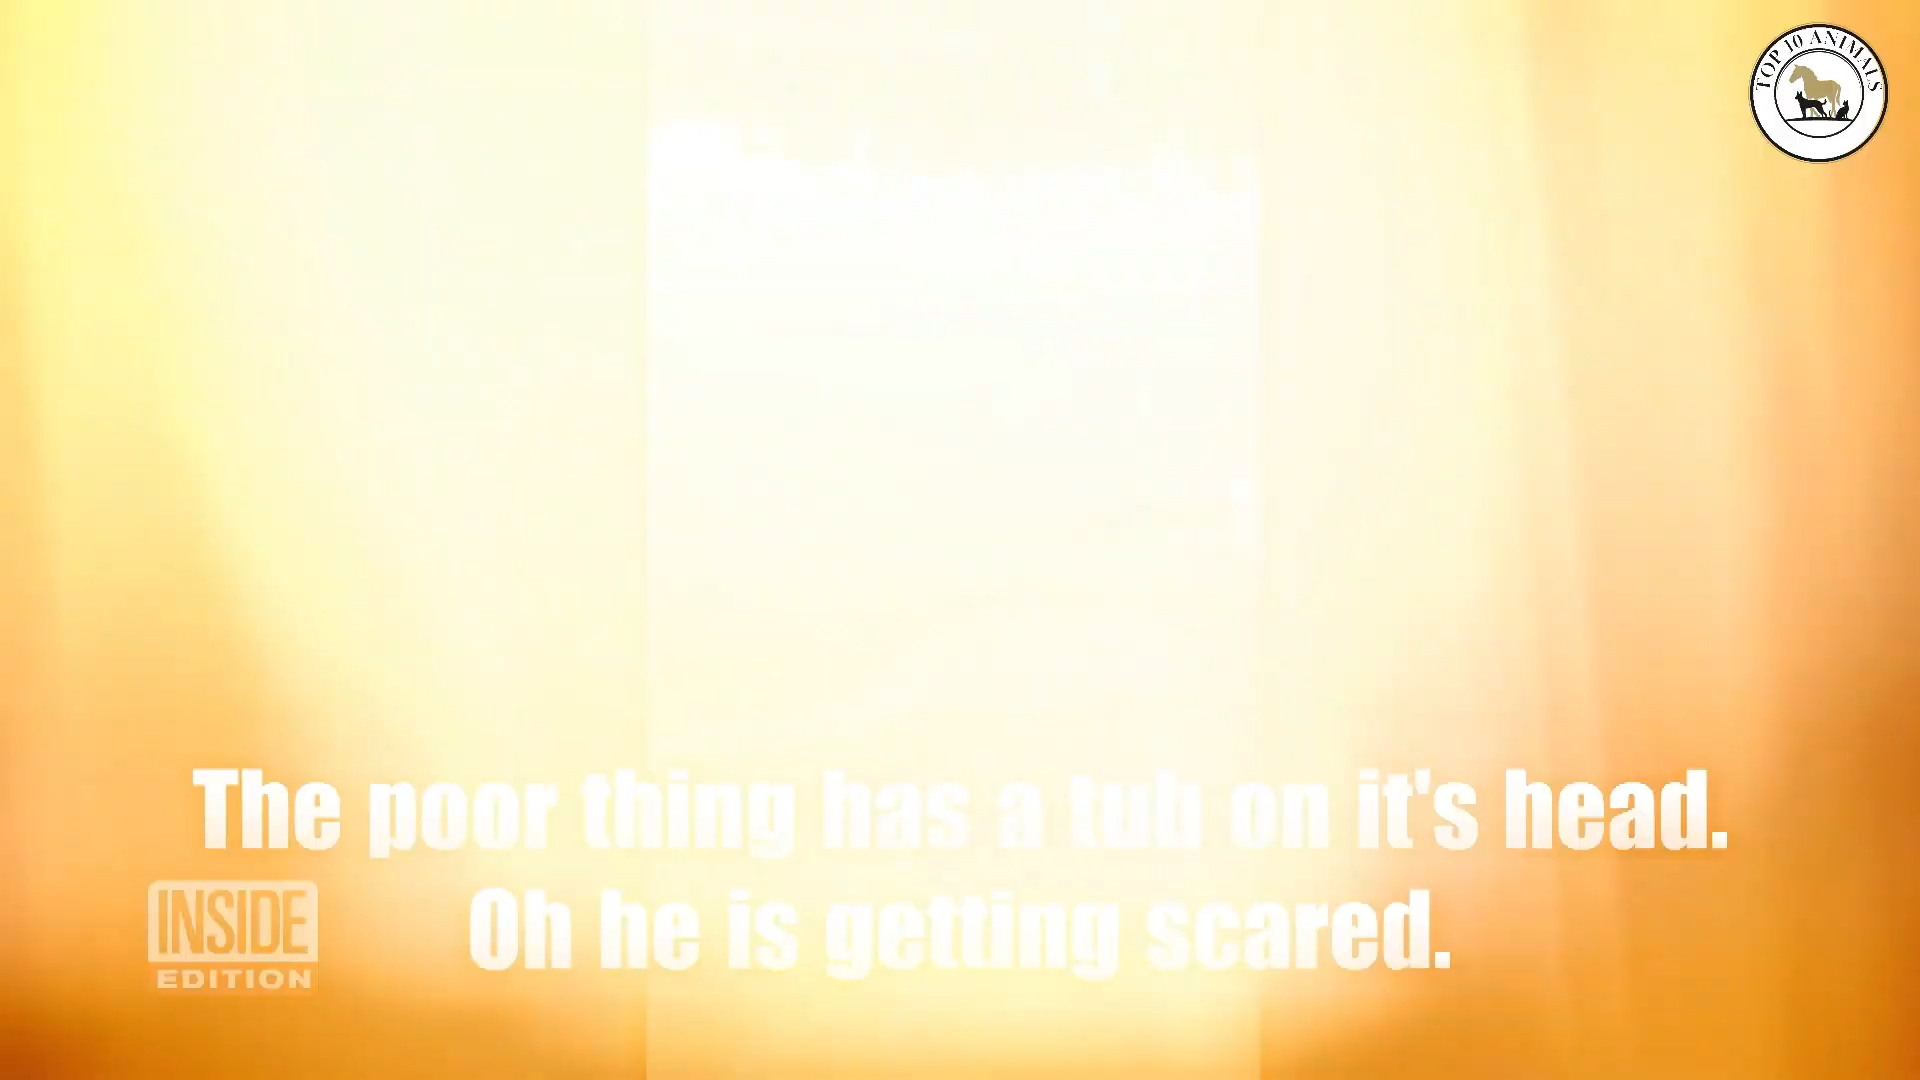 TOP 10 ANIMALS
The poor thing has a tub on it's head.
Oh he is getting scared.
INSIDE
EDITION